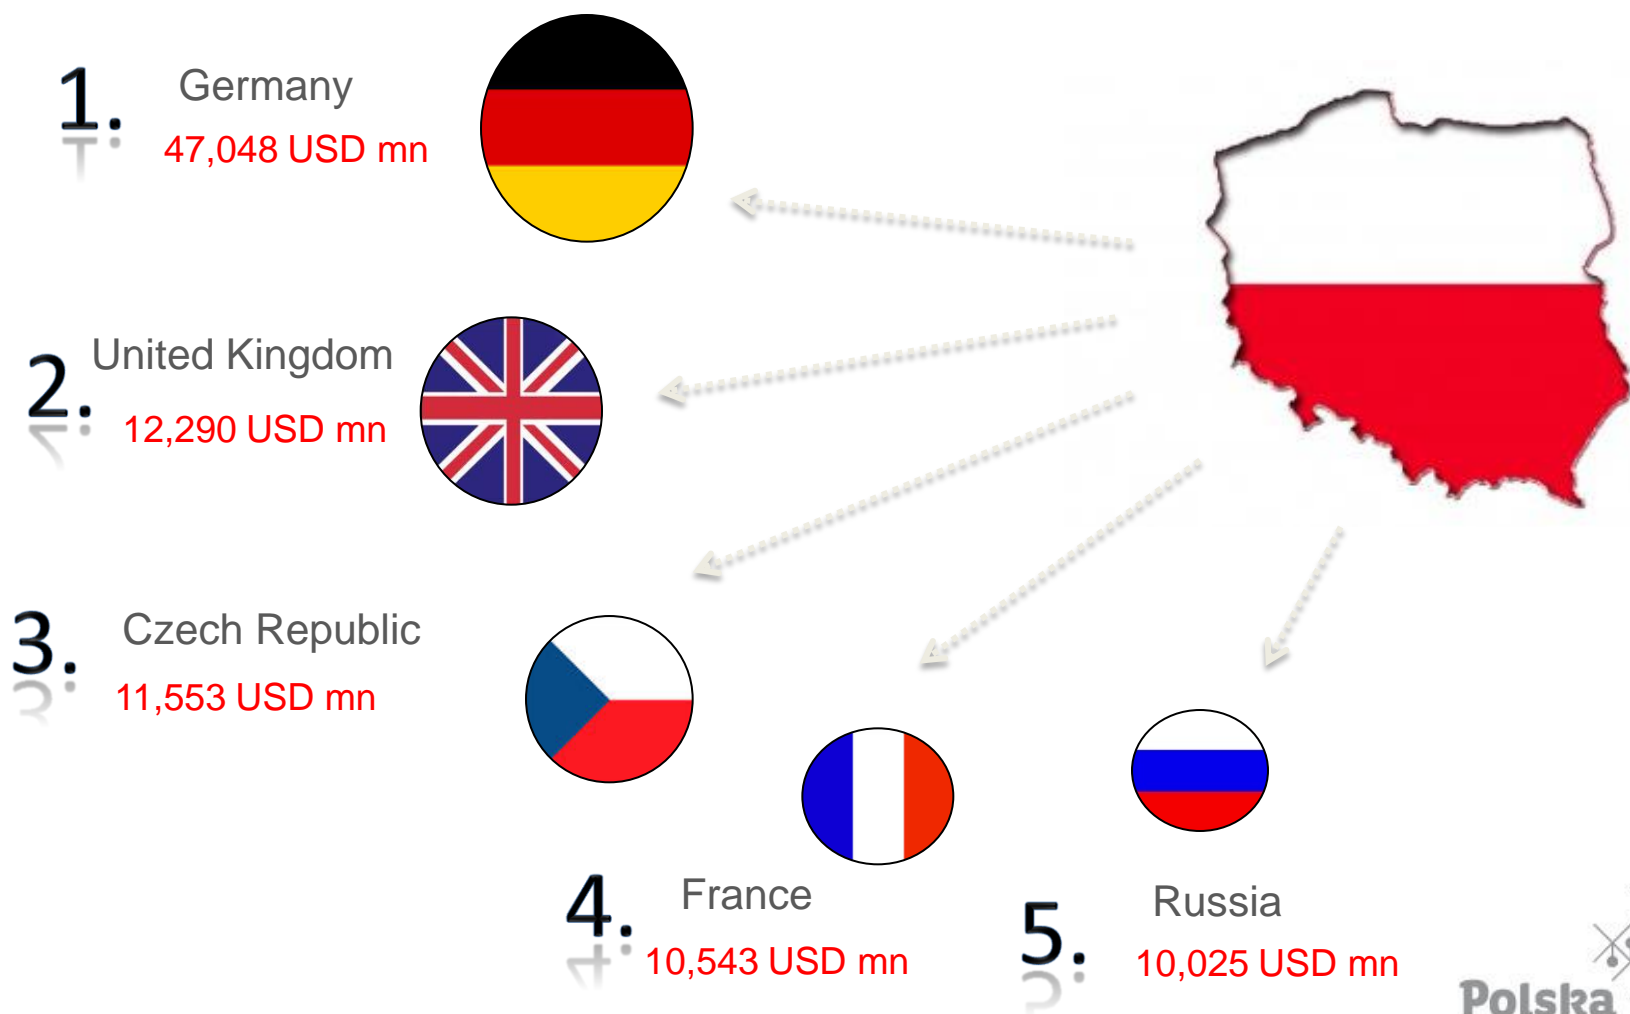 1.
Germany
47,048 USD mn
2.
United Kingdom
12,290 USD mn
3.
Czech Republic
11,553 USD mn
4.
France
10,543 USD mn
5.
Russia
10,025 USD mn
Polska